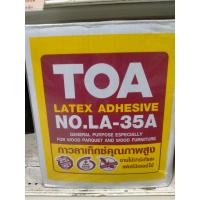 TOA
LATEX ADHESIVE
NO.LA-35A
GENERAL PURPOSE ESPECIALLY
FOR WOOD PARQUET AND WOOD FURNITURE
กาวลาเท็กซ์คุณภาพสูง